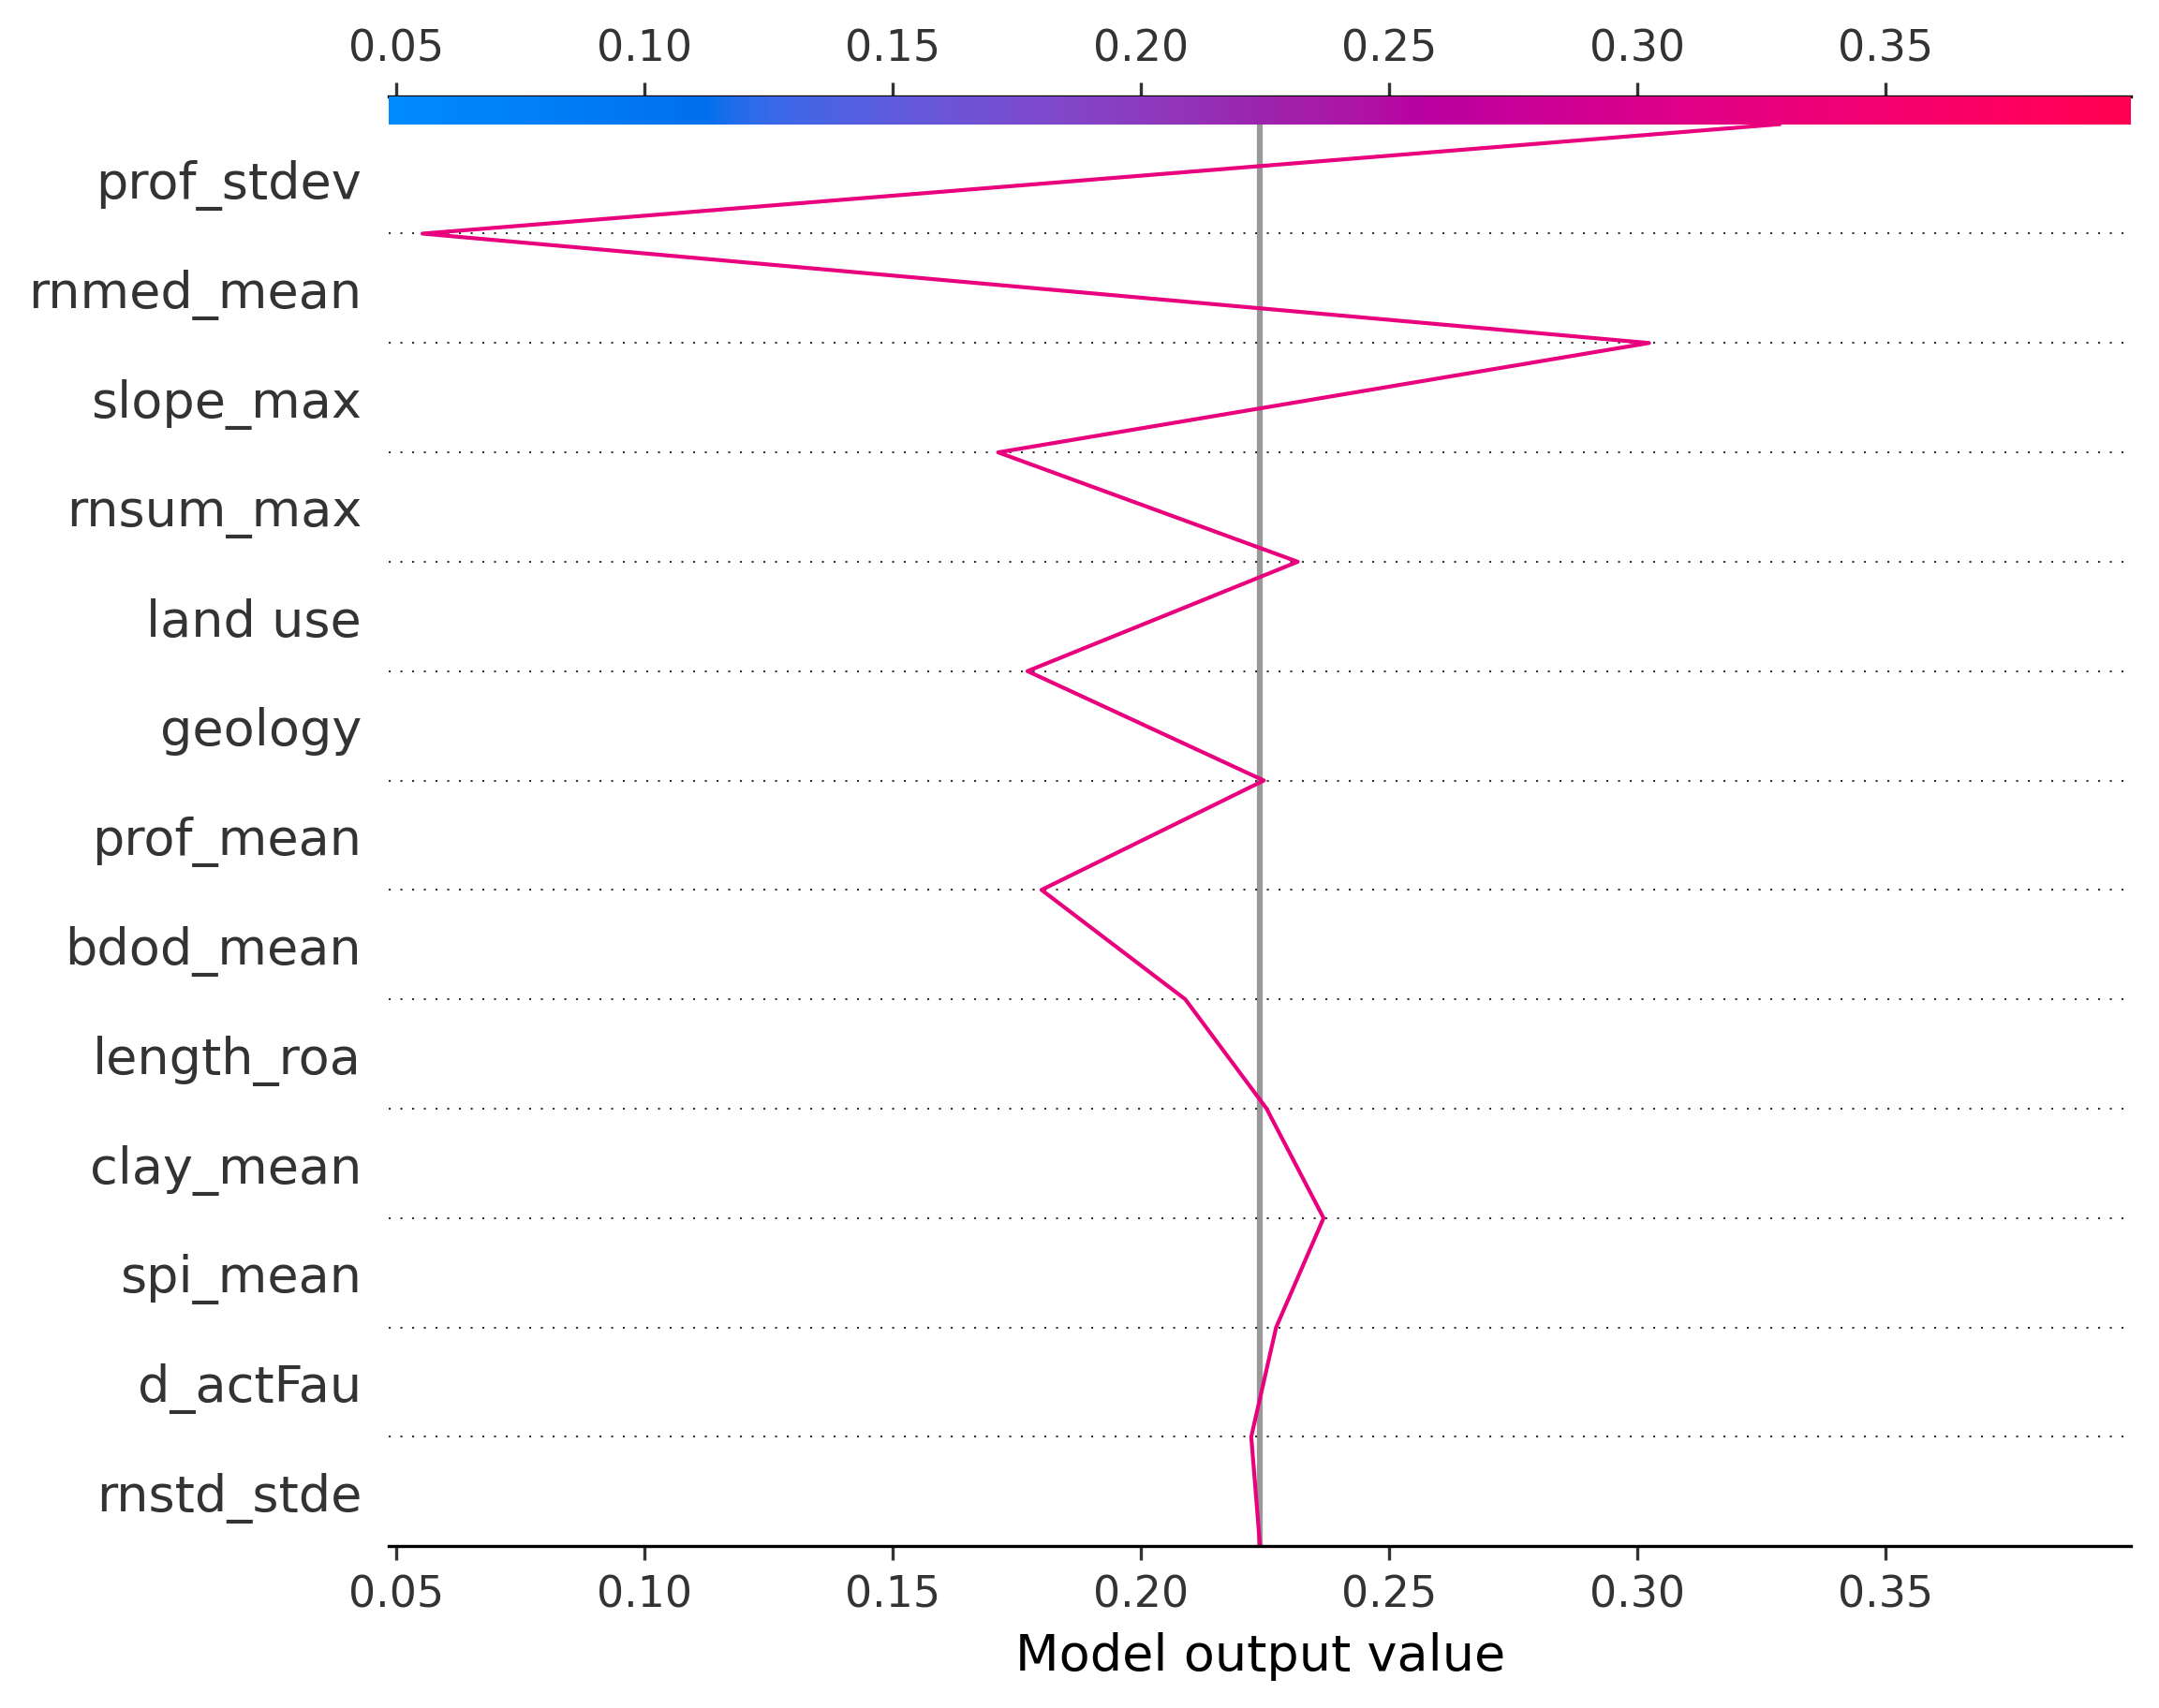 0.05 0.10 0.15 0.20 0.25 0.30 0.35
prof_stdev
rnmed_mean
slope_max
rnsum_max
land use
geology
prof_mean
bdod_mean
length_roa
clay_mean
spi_mean
d_actFau
rnstd_stde
0.05 0.10 0.15 0.20 0.25 0.30 0.35
Model output value